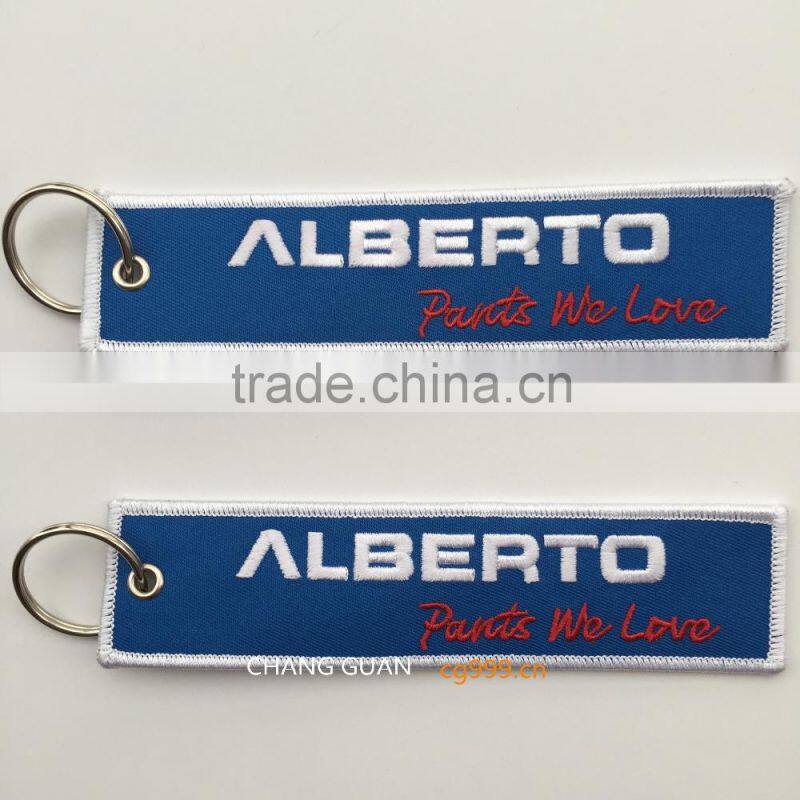 ALBERTO
Pants We Love
trade.china.cn
ALBERTO
Pants We Love
CHANG GUAN cg999.cn